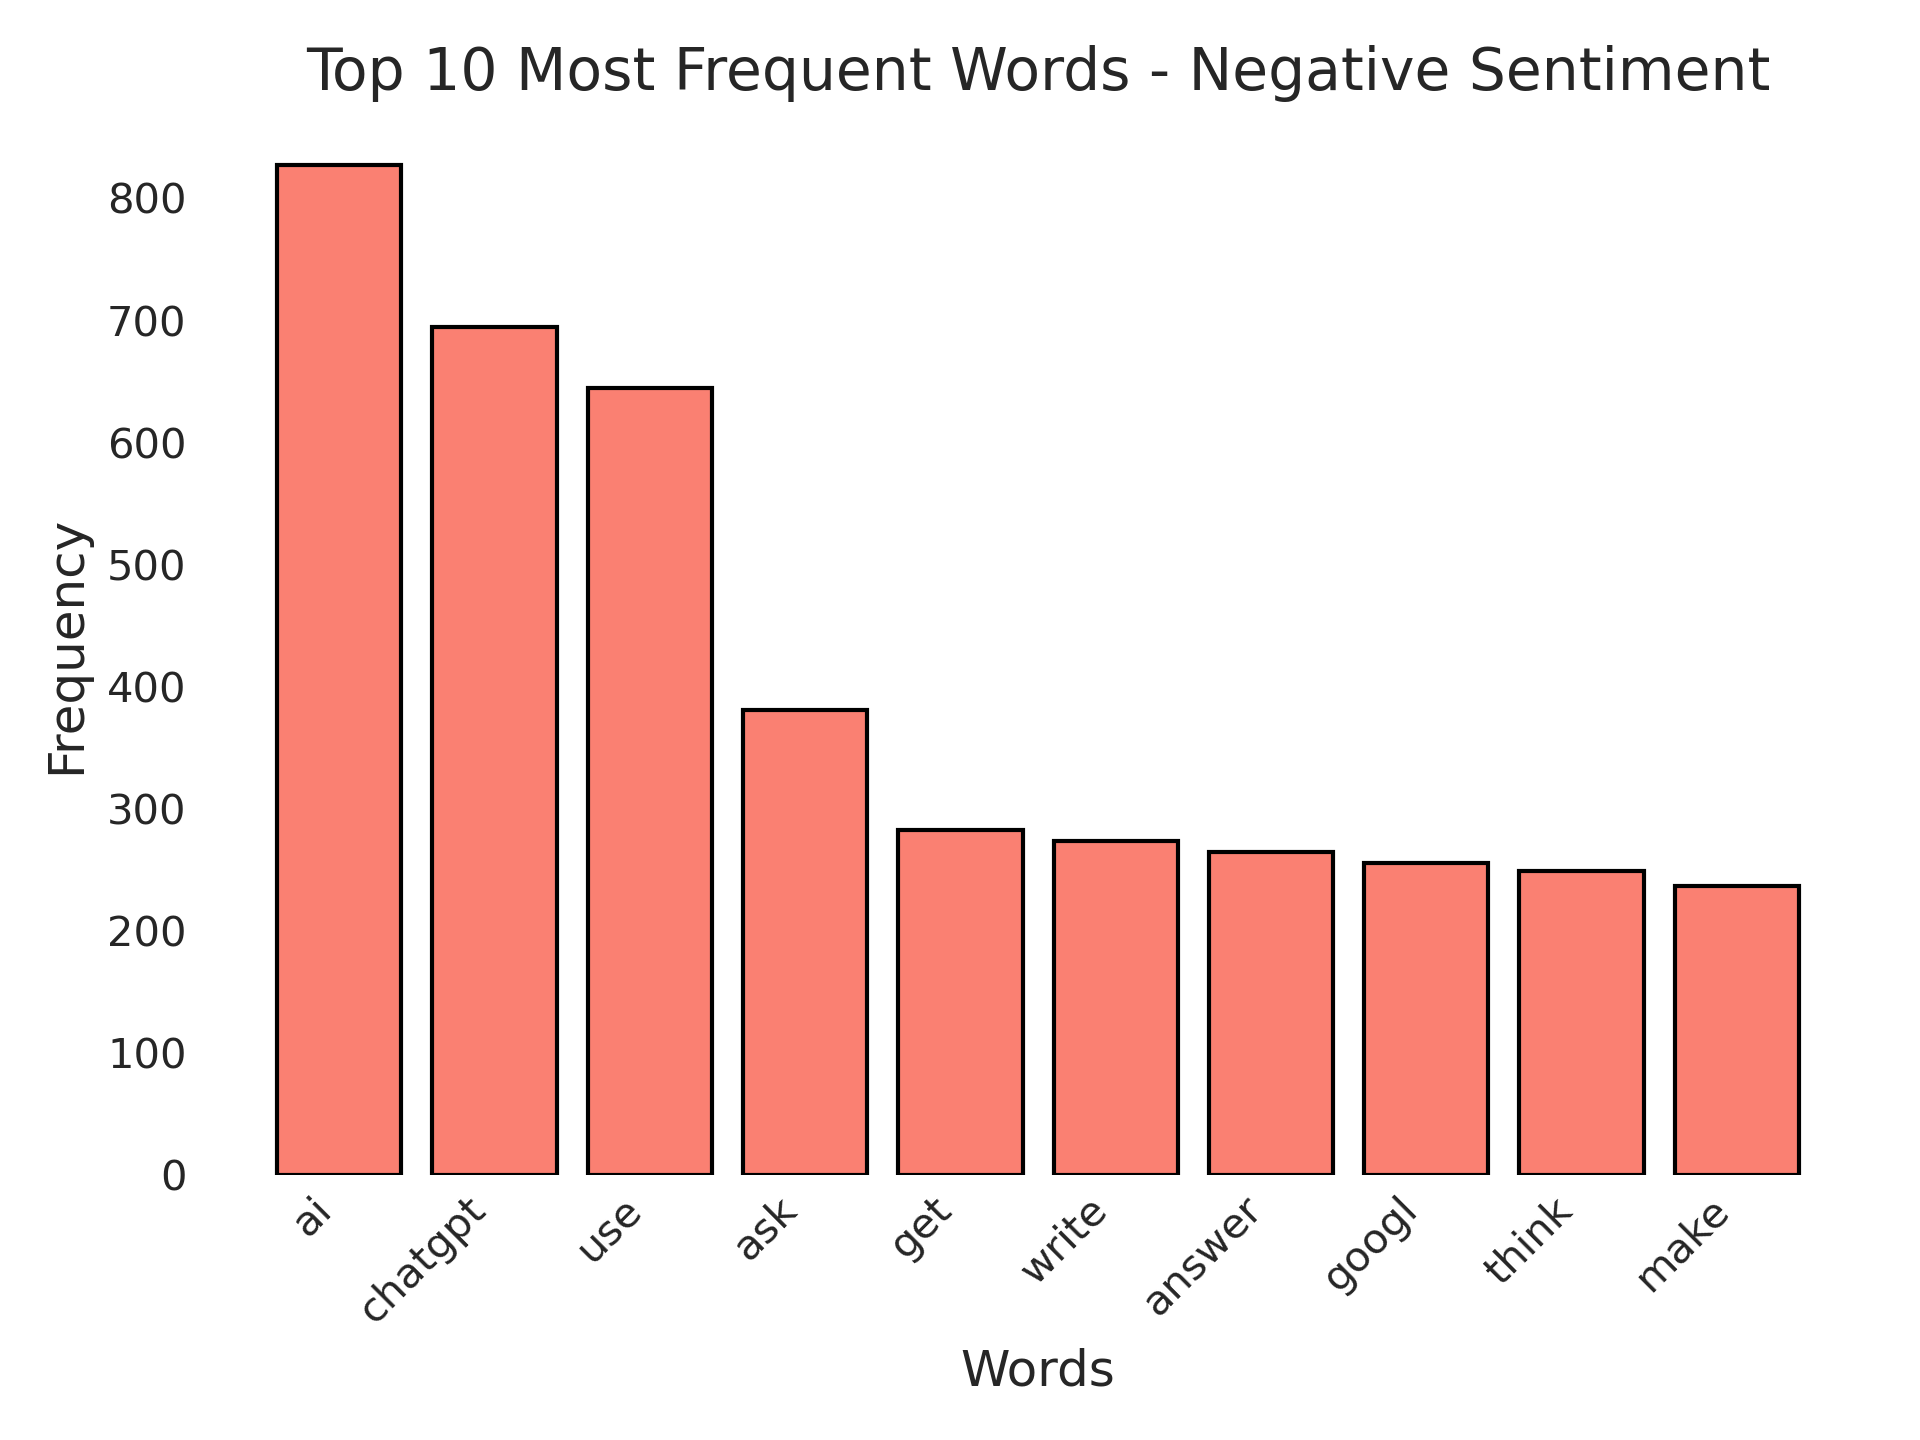 Top 10 Most Frequent Words - Negative Sentiment
800
700
600
500
400
300
200
100
0
Frequency
ai
chatgpt
use
ask
get
write
answer
googl
think
make
Words